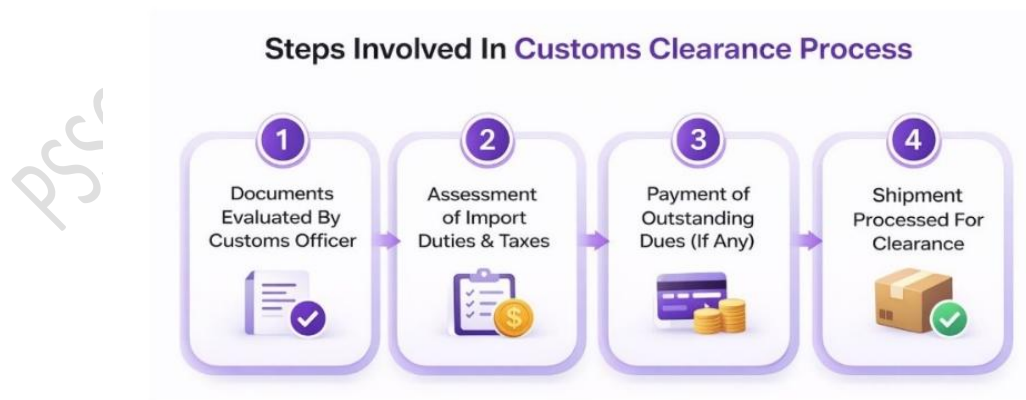 Steps Involved In Customs Clearance Process
1
Documents
Evaluated By
Customs Officer
2
Assessment
of Import
Duties & Taxes
$
3
Payment of
Outstanding
Dues (If Any)
4
Shipment
Processed For
Clearance